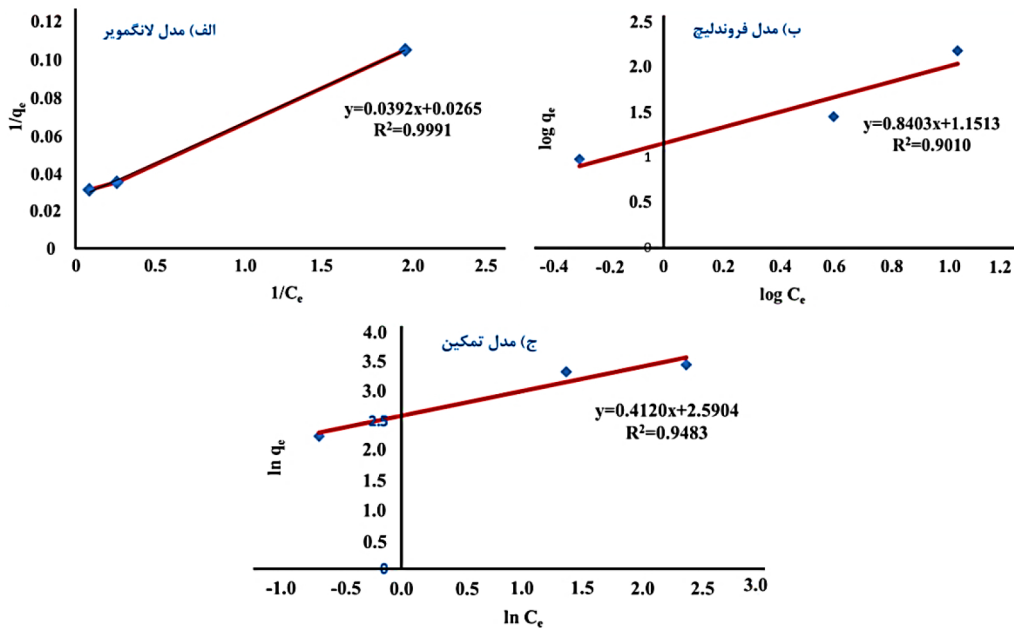 الف) مدل لانگمویر
0.12
0.10
0.08
0.06
0.04
0.02
0
1/qe
y=0.0392x+0.0265
R²=0.9991
0 0.5 1.0 1.5 2.0 2.5
1/Ce
ب) مدل فروندلیچ
2.5
2.0
1.5
1
0.5
0
log qe
y=0.8403x+1.1513
R²=0.9010
-0.4 -0.2 0 0.2 0.4 0.6 0.8 1.0 1.2
log Ce
ج) مدل تمکین
4.0
3.5
3.0
2.5
2.0
1.5
1.0
0.5
0
ln qe
y=0.4120x+2.5904
R²=0.9483
-1.0 -0.5 0.0 0.5 1.0 1.5 2.0 2.5 3.0
ln Ce